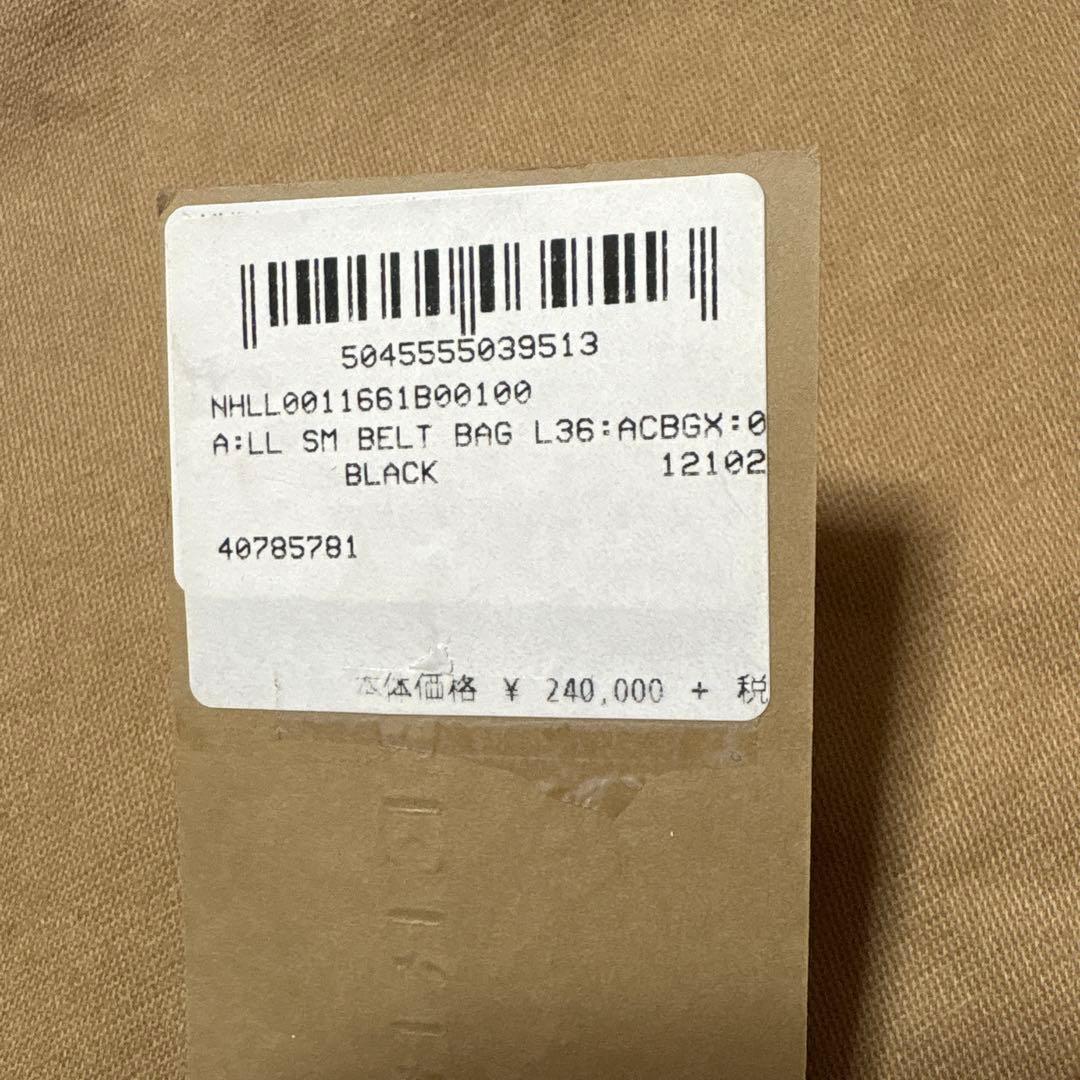 5045555039513
NHLL0011661B00100
A:LL SM BELT BAG L36:ACBGX:0
BLACK 12102
40785781
本体価格 ¥ 240,000 + 税